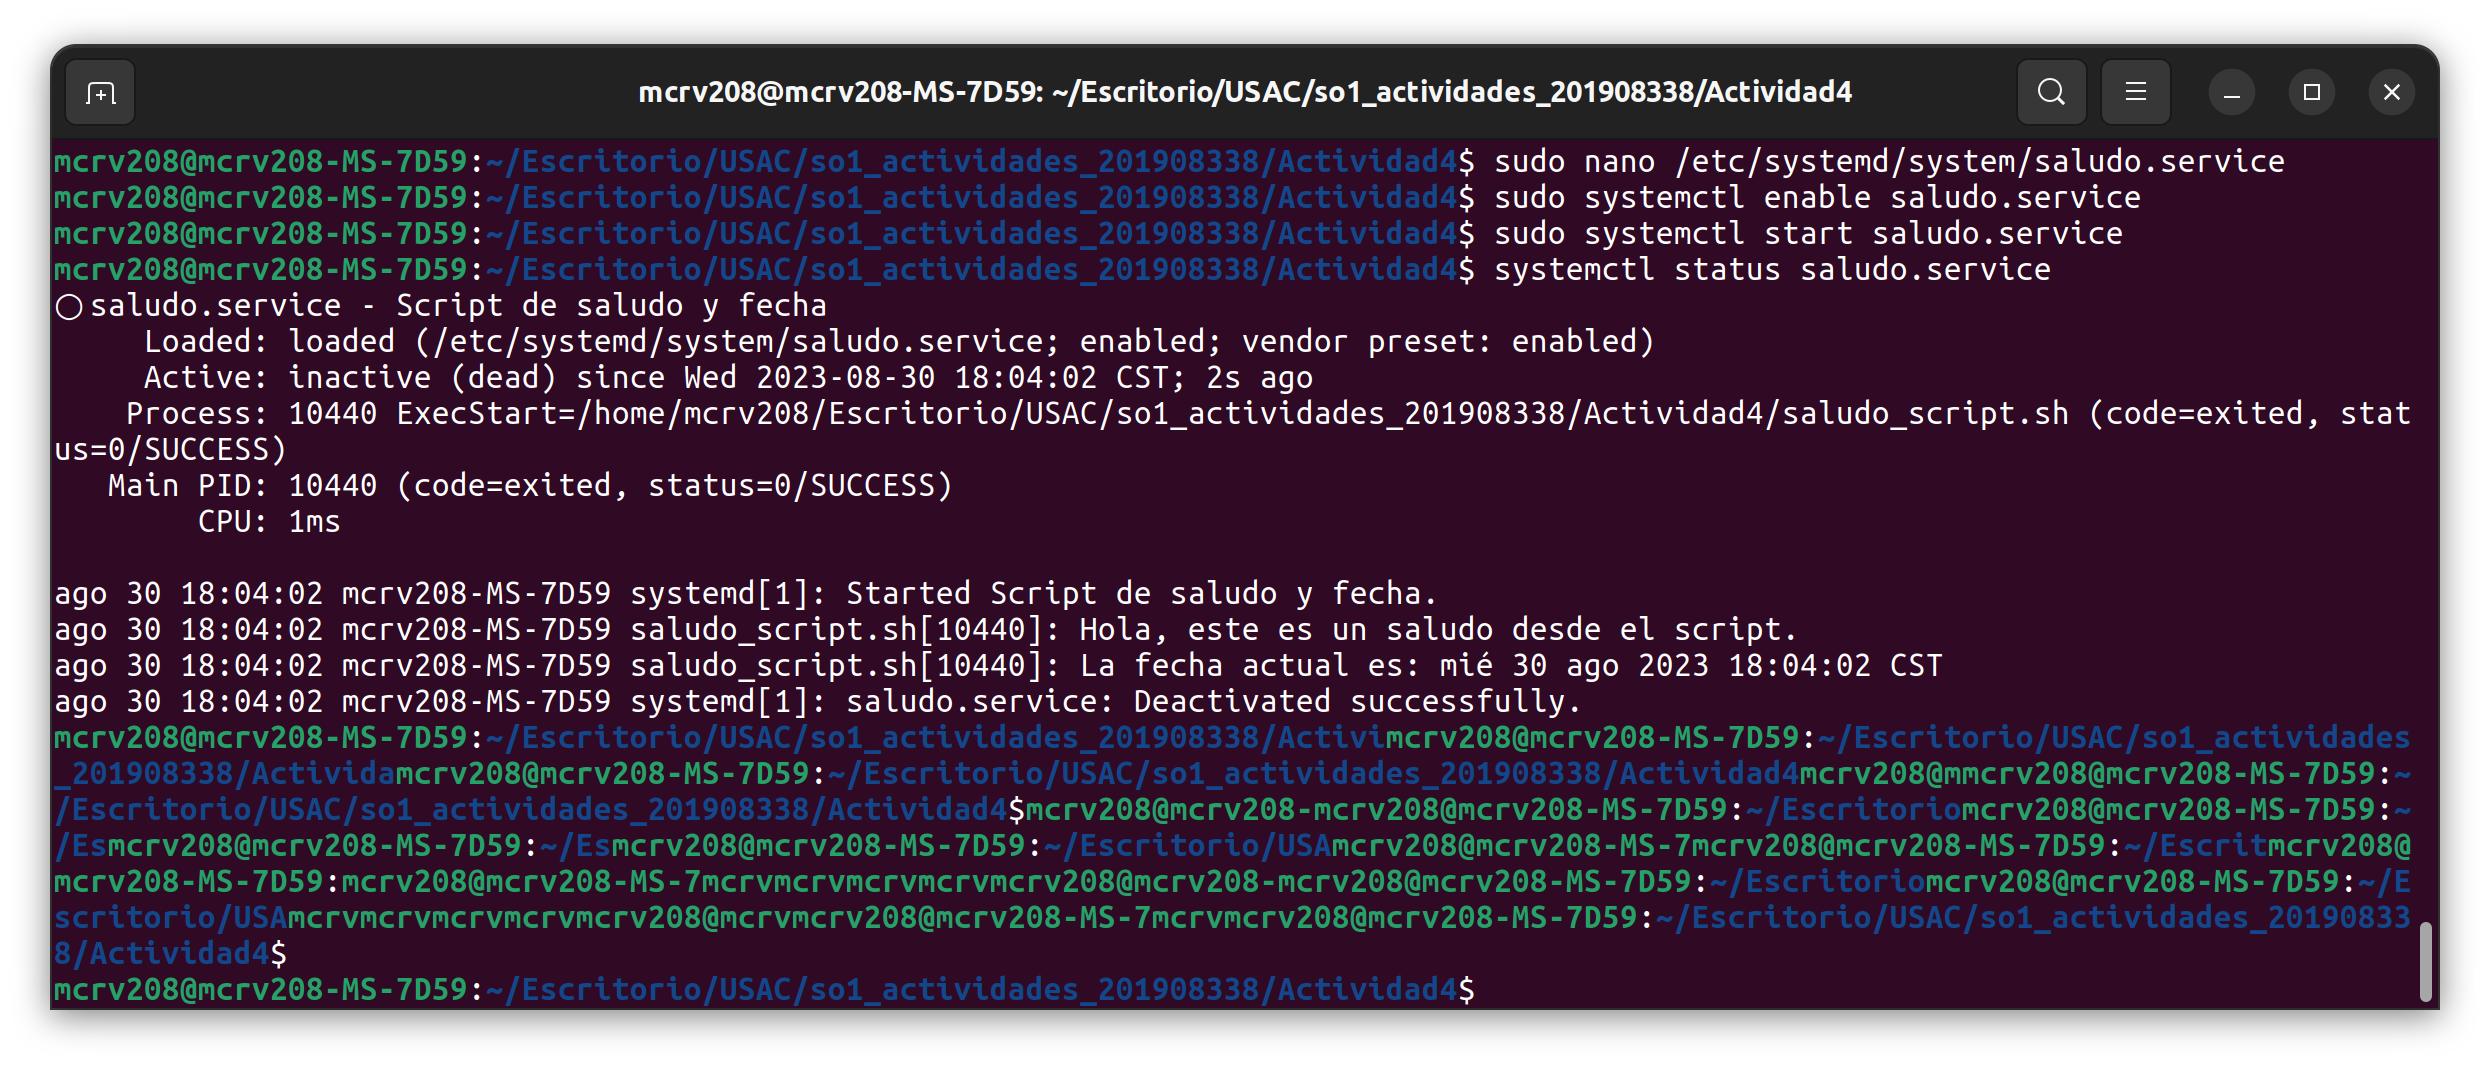 mcrv208@mcrv208-MS-7D59: ~/Escritorio/USAC/so1_actividades_201908338/Actividad4
mcrv208@mcrv208-MS-7D59:~/Escritorio/USAC/so1_actividades_201908338/Actividad4$ sudo nano /etc/systemd/system/saludo.service
mcrv208@mcrv208-MS-7D59:~/Escritorio/USAC/so1_actividades_201908338/Actividad4$ sudo systemctl enable saludo.service
mcrv208@mcrv208-MS-7D59:~/Escritorio/USAC/so1_actividades_201908338/Actividad4$ sudo systemctl start saludo.service
mcrv208@mcrv208-MS-7D59:~/Escritorio/USAC/so1_actividades_201908338/Actividad4$ systemctl status saludo.service
○ saludo.service - Script de saludo y fecha
     Loaded: loaded (/etc/systemd/system/saludo.service; enabled; vendor preset: enabled)
     Active: inactive (dead) since Wed 2023-08-30 18:04:02 CST; 2s ago
    Process: 10440 ExecStart=/home/mcrv208/Escritorio/USAC/so1_actividades_201908338/Actividad4/saludo_script.sh (code=exited, stat
us=0/SUCCESS)
   Main PID: 10440 (code=exited, status=0/SUCCESS)
        CPU: 1ms
ago 30 18:04:02 mcrv208-MS-7D59 systemd[1]: Started Script de saludo y fecha.
ago 30 18:04:02 mcrv208-MS-7D59 saludo_script.sh[10440]: Hola, este es un saludo desde el script.
ago 30 18:04:02 mcrv208-MS-7D59 saludo_script.sh[10440]: La fecha actual es: mié 30 ago 2023 18:04:02 CST
ago 30 18:04:02 mcrv208-MS-7D59 systemd[1]: saludo.service: Deactivated successfully.
mcrv208@mcrv208-MS-7D59:~/Escritorio/USAC/so1_actividades_201908338/Activimcrv208@mcrv208-MS-7D59:~/Escritorio/USAC/so1_actividades
_201908338/Actividamcrv208@mcrv208-MS-7D59:~/Escritorio/USAC/so1_actividades_201908338/Actividad4mcrv208@mmcrv208@mcrv208-MS-7D59:~
/Escritorio/USAC/so1_actividades_201908338/Actividad4$mcrv208@mcrv208-mcrv208@mcrv208-MS-7D59:~/Escritoriomcrv208@mcrv208-MS-7D59:~
/Esmcrv208@mcrv208-MS-7D59:~/Esmcrv208@mcrv208-MS-7D59:~/Escritorio/USAmcrv208@mcrv208-MS-7mcrv208@mcrv208-MS-7D59:~/Escritmcrv208@
mcrv208-MS-7D59:mcrv208@mcrv208-MS-7mcrvmcrvmcrvmcrvmcrv208@mcrv208-mcrv208@mcrv208-MS-7D59:~/Escritoriomcrv208@mcrv208-MS-7D59:~/E
scritorio/USAmcrvmcrvmcrvmcrvmcrv208@mcrvmcrv208@mcrv208-MS-7mcrvmcrv208@mcrv208-MS-7D59:~/Escritorio/USAC/so1_actividades_20190833
8/Actividad4$
mcrv208@mcrv208-MS-7D59:~/Escritorio/USAC/so1_actividades_201908338/Actividad4$